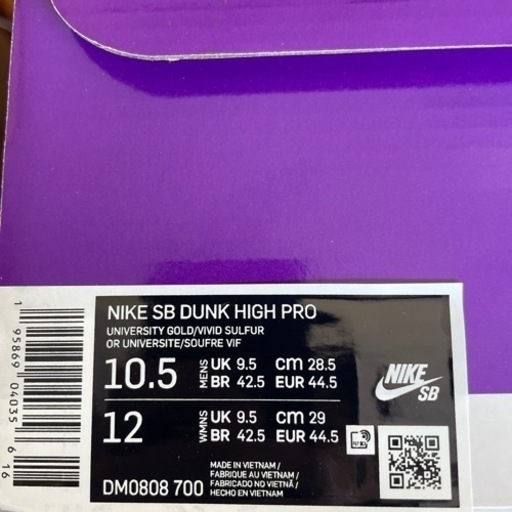 NIKE SB DUNK HIGH PRO
UNIVERSITY GOLD/VIVID SULFUR
OR UNIVERSITE/SOUFRE VIF
10.5 MENS UK 9.5 CM 28.5
BR 42.5 EUR 44.5
12 WMNS UK 9.5 CM 29
BR 42.5 EUR 44.5
NIKE
SB
MADE IN VIETNAM /
FABRIQUE AU VIETNAM /
DM0808 700 FABRICADO NO VIETNÃ /
HECHO EN VIETNAM
1 95869 04035 6 16